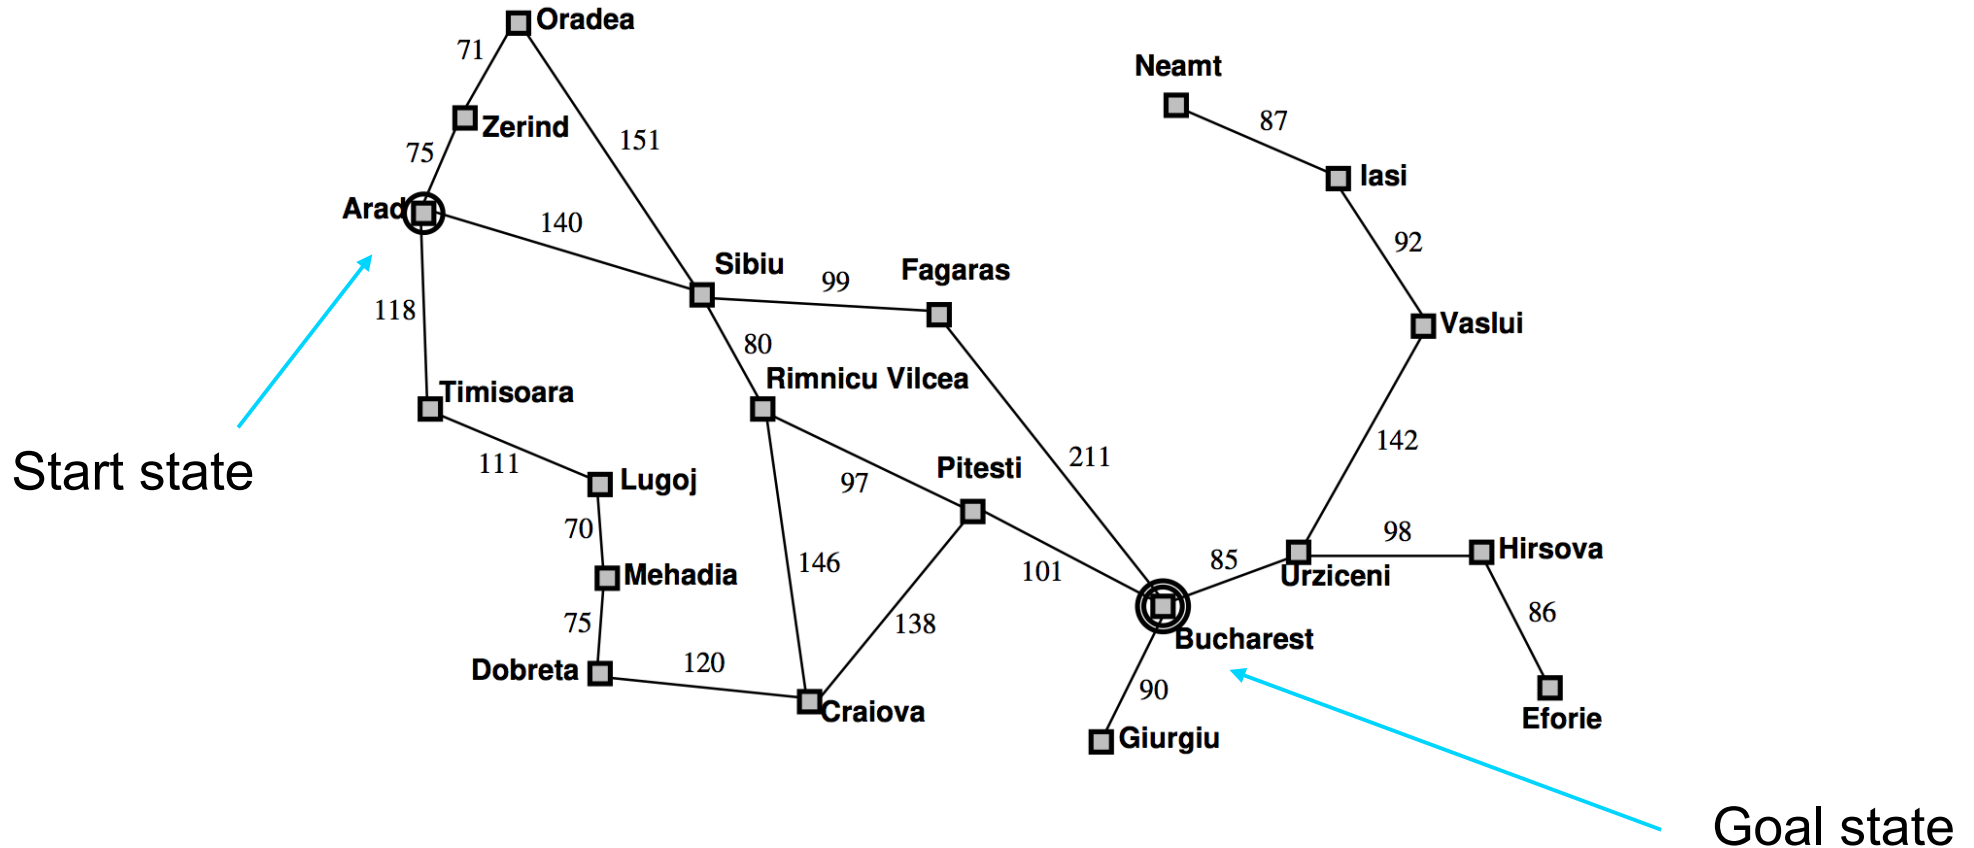 Oradea
71
Neamt
87
Zerind
151
75
Iasi
Arad
140
92
Sibiu
Fagaras
99
118
Vaslui
80
Rimnicu Vilcea
Timisoara
142
211
Start state
111
Pitesti
97
Lugoj
70
98
Hirsova
146
85
101
Urziceni
Mehadia
86
75
138
Bucharest
120
Dobreta
90
Craiova
Eforie
Giurgiu
Goal state